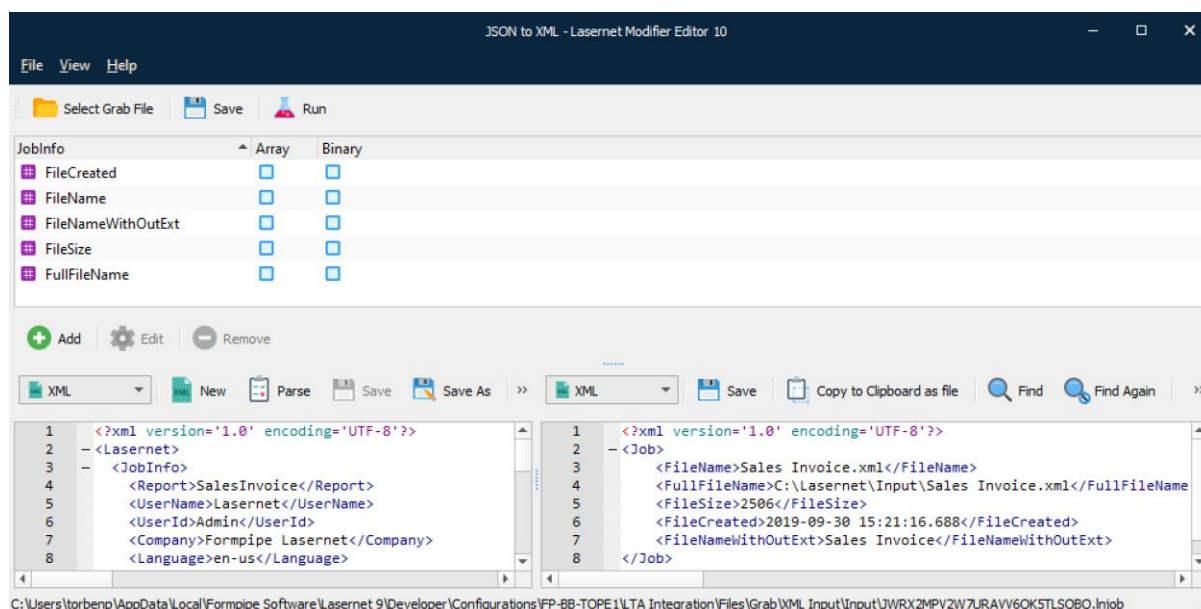 JSON to XML - Lasernet Modifier Editor 10
File View Help
Select Grab File Save Run
JobInfo Array Binary
FileCreated
FileName
FileNameWithOutExt
FileSize
FullFileName
Add Edit Remove
XML New Parse Save Save As » XML Save Copy to Clipboard as file Find Find Again
1 <?xml version='1.0' encoding='UTF-8'?>
2 <Lasernet>
3 <JobInfo>
4 <Report>SalesInvoice</Report>
5 <UserName>Lasernet</UserName>
6 <UserId>Admin</UserId>
7 <Company>Formpipe Lasernet</Company>
8 <Language>en-us</Language>
1 <?xml version='1.0' encoding='UTF-8'?>
2 <Job>
3 <FileName>Sales Invoice.xml</FileName>
4 <FullFileName>C:\Lasernet\Input\Sales Invoice.xml</FullFileName
5 <FileSize>2506</FileSize>
6 <FileCreated>2019-09-30 15:21:16.688</FileCreated>
7 <FileNameWithOutExt>Sales Invoice</FileNameWithOutExt>
8 </Job>
C:\Users\torbenp\AppData\Local\Formpipe Software\Lasernet 9\Developer\Configurations\FP-BB-TOPE1\LTA Integration\Files\Grab\XML Input\Input\JWRX2MPV2W7URAVV6OK5TLSOBO.lnjob